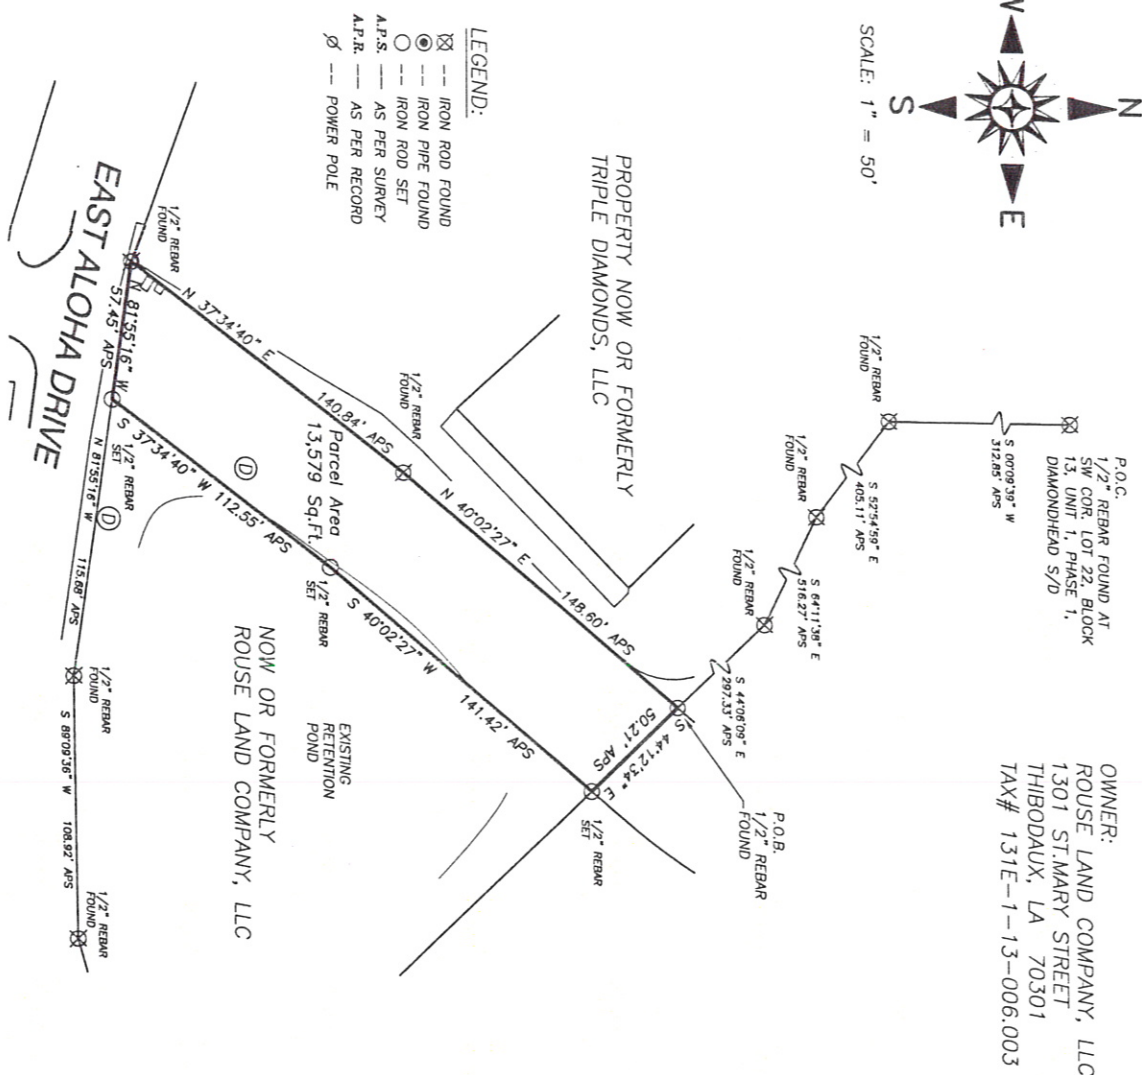 N
W
E
S
SCALE: 1" = 50'
P.O.C.
1/2" REBAR FOUND AT
SW COR. LOT 22, BLOCK
13, UNIT 1, PHASE 1,
DIAMONDHEAD S/D
OWNER:
ROUSE LAND COMPANY, LLC
1301 ST.MARY STREET
THIBODAUX, LA 70301
TAX# 131E-1-13-006.003
S 00°09'39" W
312.85' APS
1/2" REBAR
FOUND
S 52°54'59" E
405.11' APS
1/2" REBAR
FOUND
S 64°11'38" E
516.27' APS
1/2" REBAR
FOUND
S 44°06'09" E
297.33' APS
P.O.B.
1/2" REBAR
FOUND
S 44°12'34" E
50.21' APS
1/2" REBAR
SET
PROPERTY NOW OR FORMERLY
TRIPLE DIAMONDS, LLC
LEGEND:
-- IRON ROD FOUND
-- IRON PIPE FOUND
-- IRON ROD SET
A.P.S. -- AS PER SURVEY
A.P.R. -- AS PER RECORD
-- POWER POLE
N 40°02'27" E
148.60' APS
1/2" REBAR
FOUND
N 37°34'40" E
140.84' APS
1/2" REBAR
FOUND
Parcel Area
13,579 Sq.Ft.
D
S 40°02'27" W
141.42' APS
1/2" REBAR
SET
S 37°34'40" W 112.55' APS
1/2" REBAR
SET
N 81°55'16" W
57.45' APS
EAST ALOHA DRIVE
D
N 81°55'16" W
115.68' APS
EXISTING
RETENTION
POND
NOW OR FORMERLY
ROUSE LAND COMPANY, LLC
1/2" REBAR
FOUND
S 89°09'36" W 108.92' APS
1/2" REBAR
FOUND